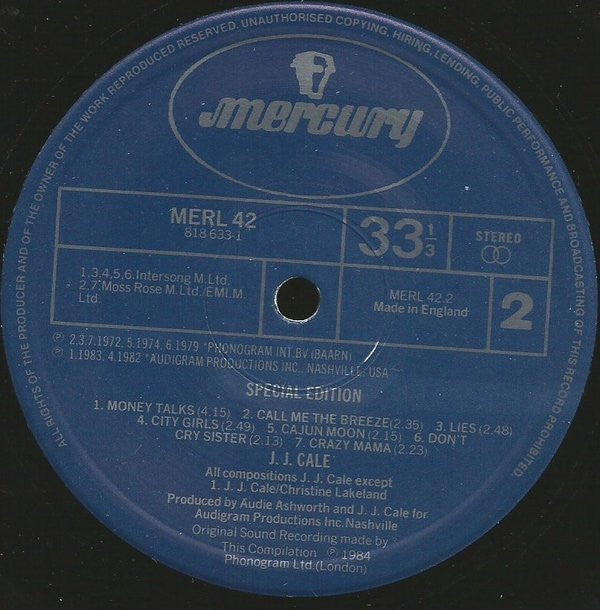 ALL RIGHTS OF THE PRODUCER AND OF THE OWNER OF THE WORK REPRODUCED RESERVED. UNAUTHORISED COPYING, HIRING, LENDING, PUBLIC PERFORMANCE AND BROADCASTING OF THIS RECORD PROHIBITED
mercury
MERL 42
818 633-1
33 1/3
STEREO
1.3,4,5,6.Intersong M.Ltd.
2.7.Moss Rose M.Ltd./EMI.M.
Ltd.
MERL 42.2
Made in England
2
℗ 2.3.7.1972, 5.1974, 6.1979 *PHONOGRAM INT.BV (BAARN)
℗ 1.1983, 4.1982 *AUDIGRAM PRODUCTIONS INC., NASHVILLE. USA
SPECIAL EDITION
1. MONEY TALKS (4.15) 2. CALL ME THE BREEZE (2.35) 3. LIES (2.48)
4. CITY GIRLS (2.49) 5. CAJUN MOON (2.15) 6. DON'T
CRY SISTER (2.13) 7. CRAZY MAMA (2.23)
J. J. CALE
All compositions J. J. Cale except
1. J. J. Cale/Christine Lakeland
Produced by Audie Ashworth and J. J. Cale for
Audigram Productions Inc. Nashville
Original Sound Recording made by *
This Compilation ℗ 1984
Phonogram Ltd.(London)